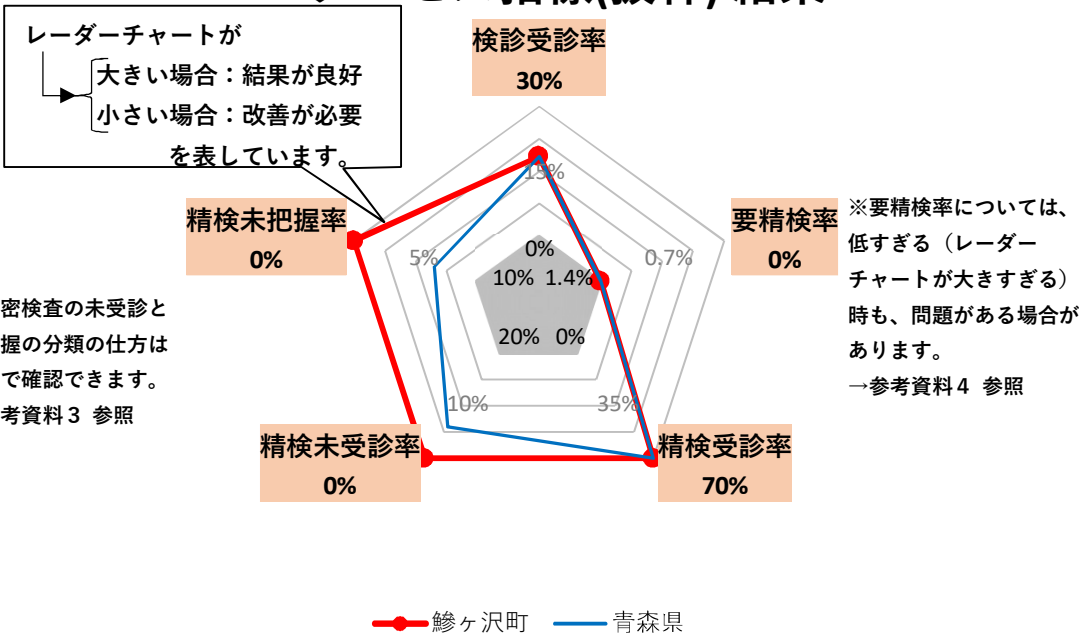 指標(抜粋) 結果
レーダーチャートが
大きい場合：結果が良好
小さい場合：改善が必要
を表しています。
検診受診率
30%
15%
精検未把握率
0%
要精検率
0%
※要精検率については、
低すぎる（レーダー
チャートが大きすぎる）
時も、問題がある場合が
あります。
→参考資料４ 参照
5%
0.7%
0%
10%
1.4%
20%
0%
密検査の未受診と
握の分類の仕方は
で確認できます。
考資料３ 参照
10%
35%
精検未受診率
0%
精検受診率
70%
鰺ヶ沢町
青森県